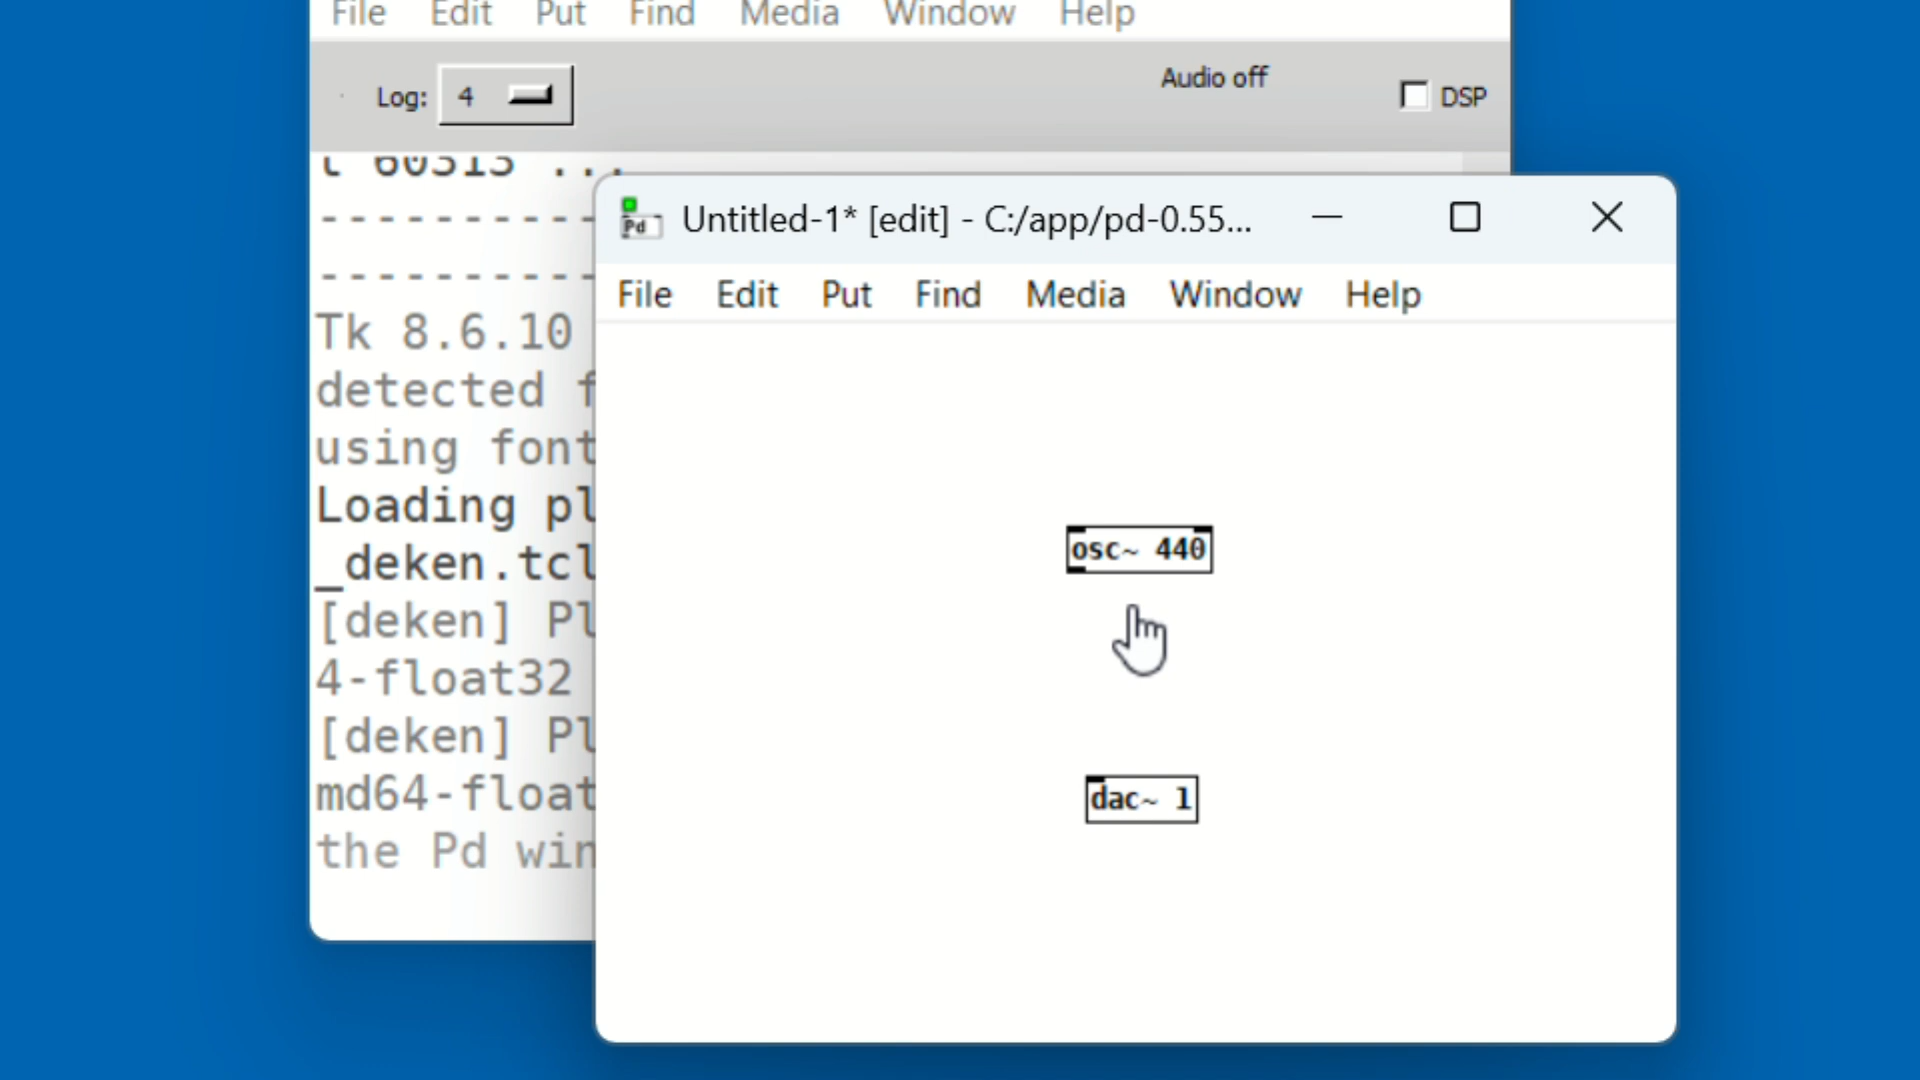 File Edit Put Find Media Window Help
Log: 4 Audio off DSP
t 60313 ...
----------
----------
Tk 8.6.10
detected f
using font
Loading pl
_deken.tcl
[deken] Pl
4-float32
[deken] Pl
md64-float
the Pd win
Pd Untitled-1* [edit] - C:/app/pd-0.55...
File Edit Put Find Media Window Help
osc~ 440
dac~ 1